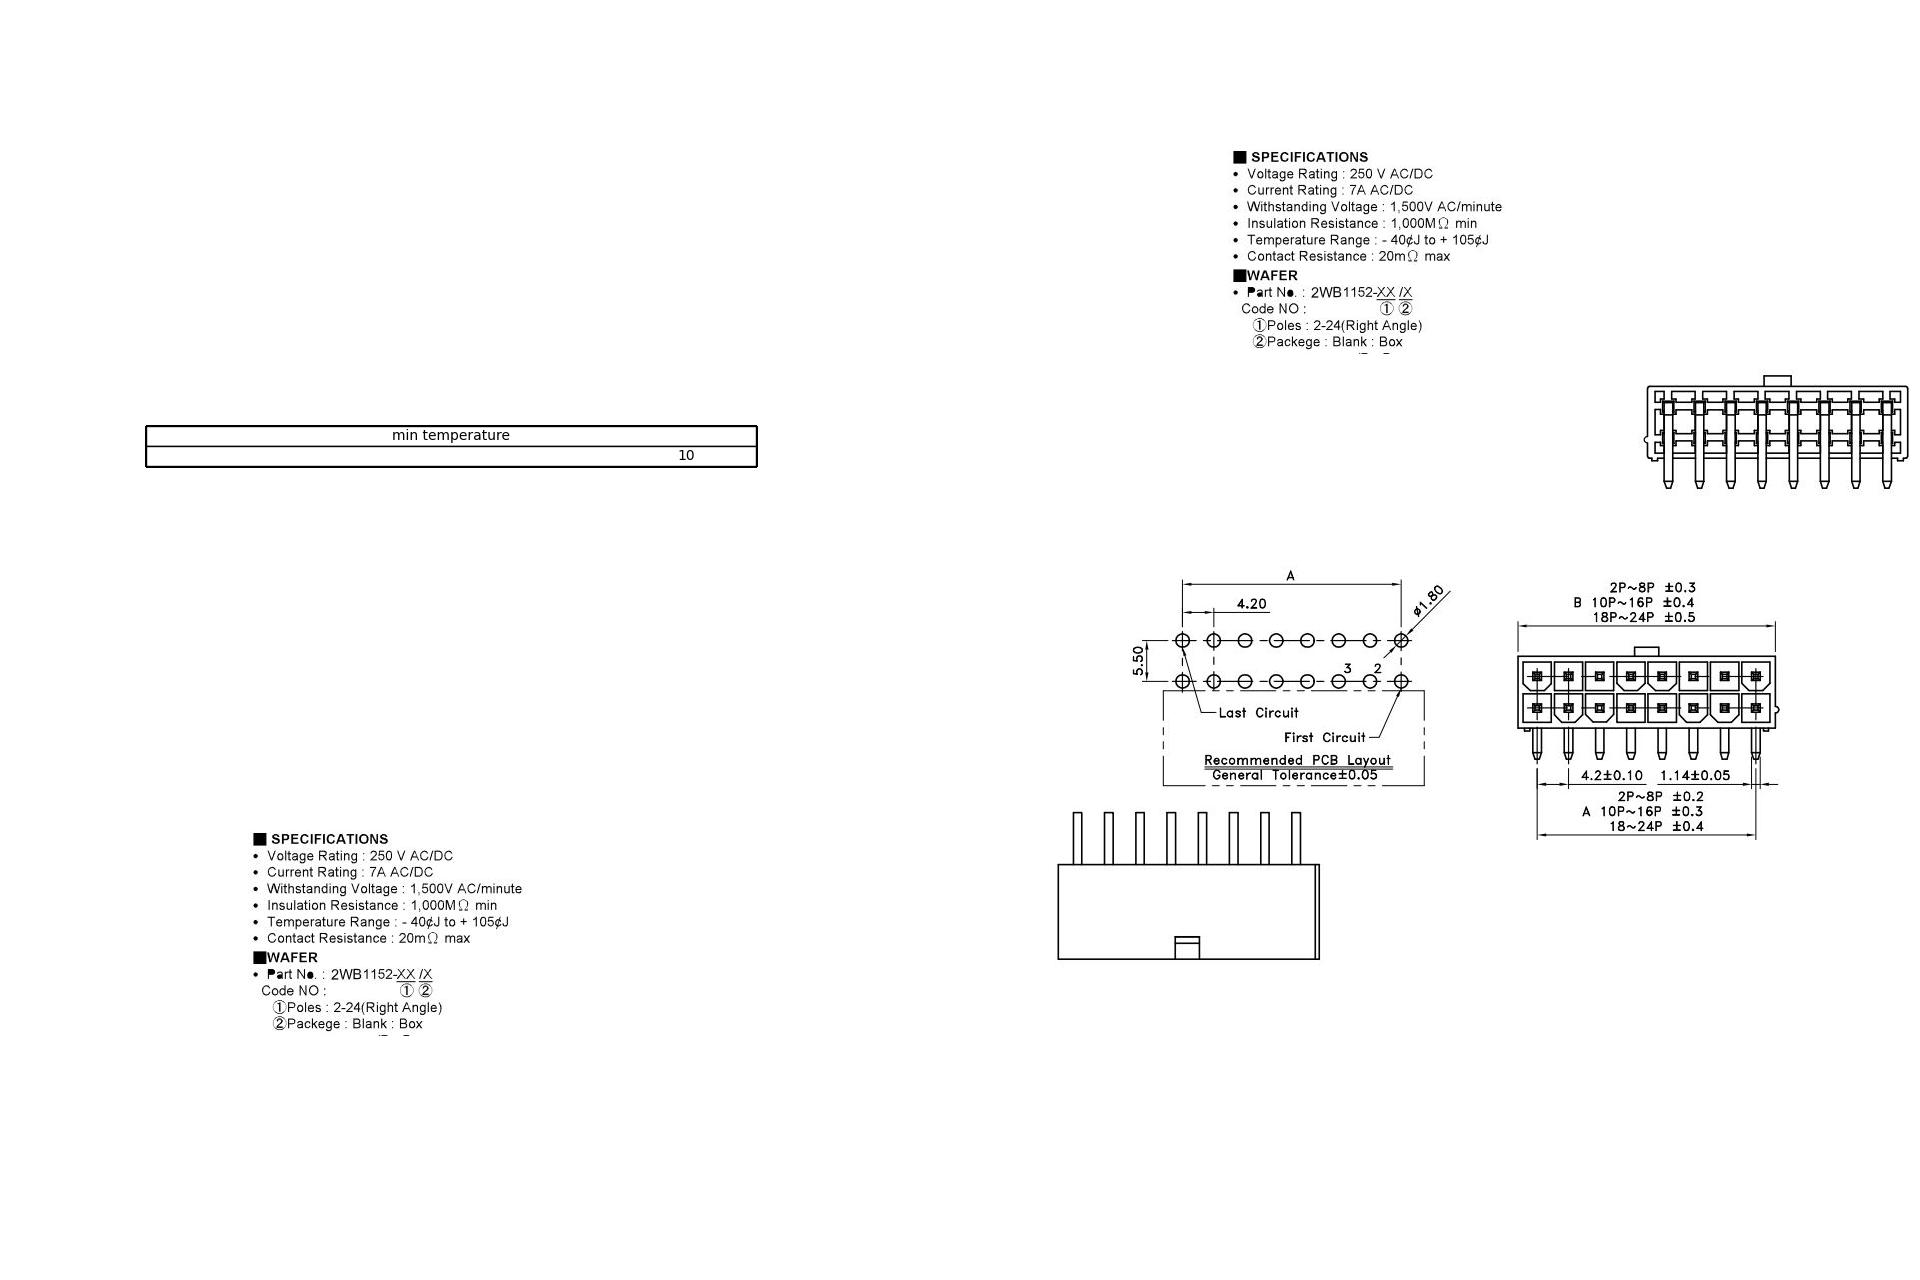 ■ SPECIFICATIONS
• Voltage Rating : 250 V AC/DC
• Current Rating : 7A AC/DC
• Withstanding Voltage : 1,500V AC/minute
• Insulation Resistance : 1,000MΩ min
• Temperature Range : - 40¢J to + 105¢J
• Contact Resistance : 20mΩ max
■WAFER
• Part No. : 2WB1152-XX /X
Code NO : ① ②
①Poles : 2-24(Right Angle)
②Packege : Blank : Box
min temperature
10
A
4.20
ø1.80
5.50
3 2
Last Circuit
First Circuit
Recommended PCB Layout
General Tolerance±0.05
2P~8P ±0.3
B 10P~16P ±0.4
18P~24P ±0.5
4.2±0.10 1.14±0.05
2P~8P ±0.2
A 10P~16P ±0.3
18~24P ±0.4
■ SPECIFICATIONS
• Voltage Rating : 250 V AC/DC
• Current Rating : 7A AC/DC
• Withstanding Voltage : 1,500V AC/minute
• Insulation Resistance : 1,000MΩ min
• Temperature Range : - 40¢J to + 105¢J
• Contact Resistance : 20mΩ max
■WAFER
• Part No. : 2WB1152-XX /X
Code NO : ① ②
①Poles : 2-24(Right Angle)
②Packege : Blank : Box